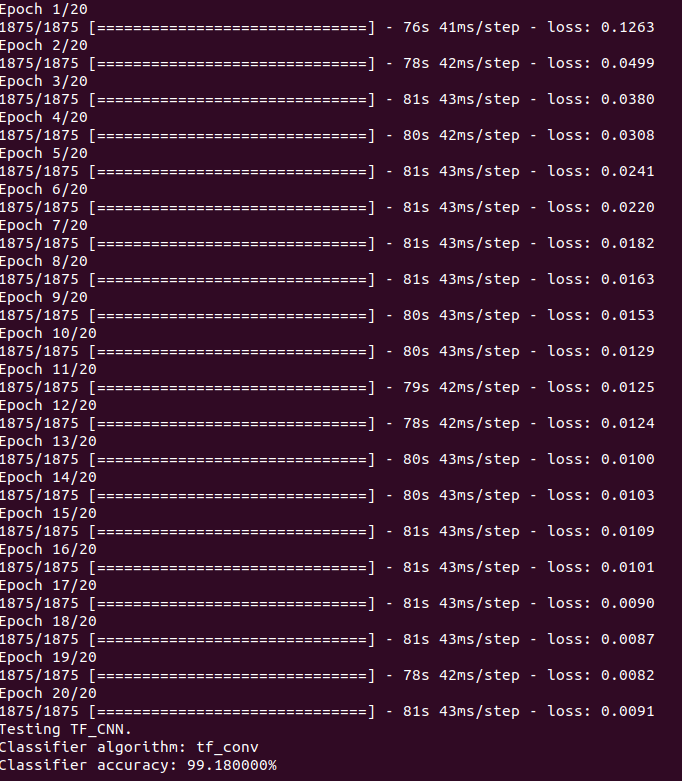 Epoch 1/20
1875/1875 [==============================] - 76s 41ms/step - loss: 0.1263
Epoch 2/20
1875/1875 [==============================] - 78s 42ms/step - loss: 0.0499
Epoch 3/20
1875/1875 [==============================] - 81s 43ms/step - loss: 0.0380
Epoch 4/20
1875/1875 [==============================] - 80s 42ms/step - loss: 0.0308
Epoch 5/20
1875/1875 [==============================] - 81s 43ms/step - loss: 0.0241
Epoch 6/20
1875/1875 [==============================] - 81s 43ms/step - loss: 0.0220
Epoch 7/20
1875/1875 [==============================] - 81s 43ms/step - loss: 0.0182
Epoch 8/20
1875/1875 [==============================] - 81s 43ms/step - loss: 0.0163
Epoch 9/20
1875/1875 [==============================] - 80s 43ms/step - loss: 0.0153
Epoch 10/20
1875/1875 [==============================] - 80s 43ms/step - loss: 0.0129
Epoch 11/20
1875/1875 [==============================] - 79s 42ms/step - loss: 0.0125
Epoch 12/20
1875/1875 [==============================] - 78s 42ms/step - loss: 0.0124
Epoch 13/20
1875/1875 [==============================] - 80s 43ms/step - loss: 0.0100
Epoch 14/20
1875/1875 [==============================] - 80s 43ms/step - loss: 0.0103
Epoch 15/20
1875/1875 [==============================] - 81s 43ms/step - loss: 0.0109
Epoch 16/20
1875/1875 [==============================] - 81s 43ms/step - loss: 0.0101
Epoch 17/20
1875/1875 [==============================] - 81s 43ms/step - loss: 0.0090
Epoch 18/20
1875/1875 [==============================] - 81s 43ms/step - loss: 0.0087
Epoch 19/20
1875/1875 [==============================] - 78s 42ms/step - loss: 0.0082
Epoch 20/20
1875/1875 [==============================] - 81s 43ms/step - loss: 0.0091
Testing TF_CNN.
Classifier algorithm: tf_conv
Classifier accuracy: 99.180000%